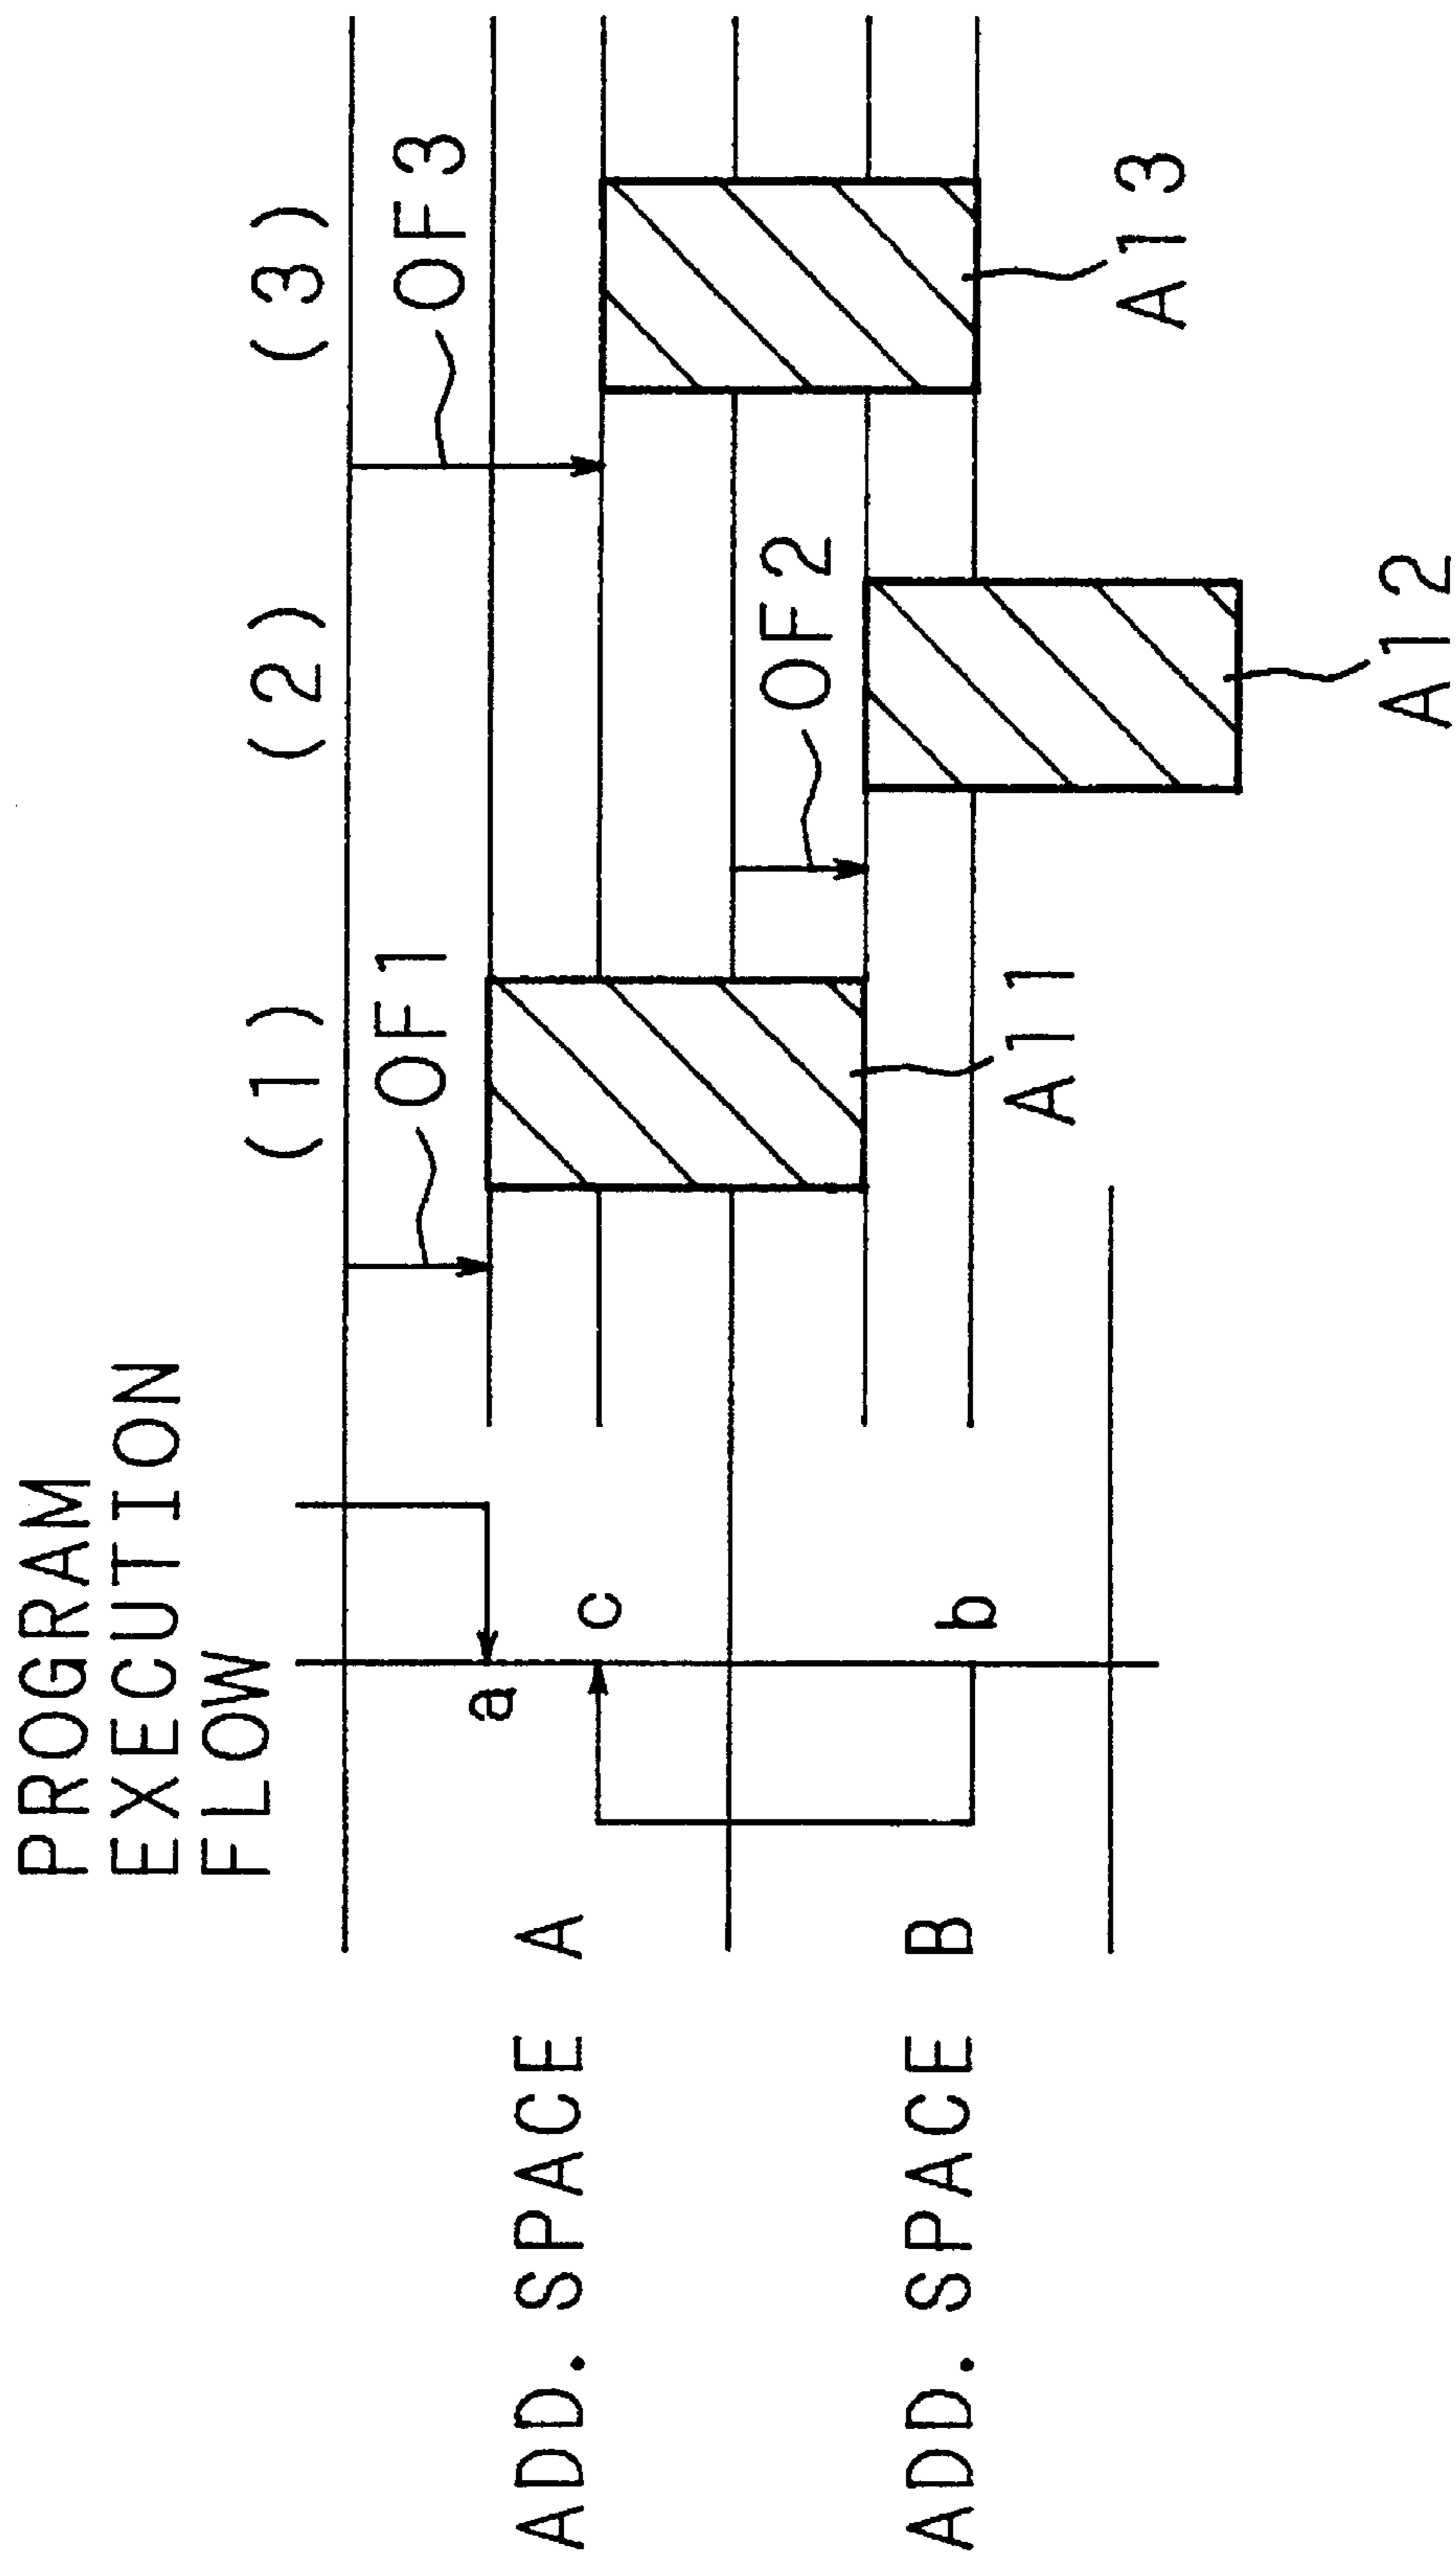 PROGRAM
EXECUTION
FLOW
(1)
(2)
(3)
OF1
OF2
OF3
a
c
b
ADD. SPACE A
ADD. SPACE B
A11
A12
A13